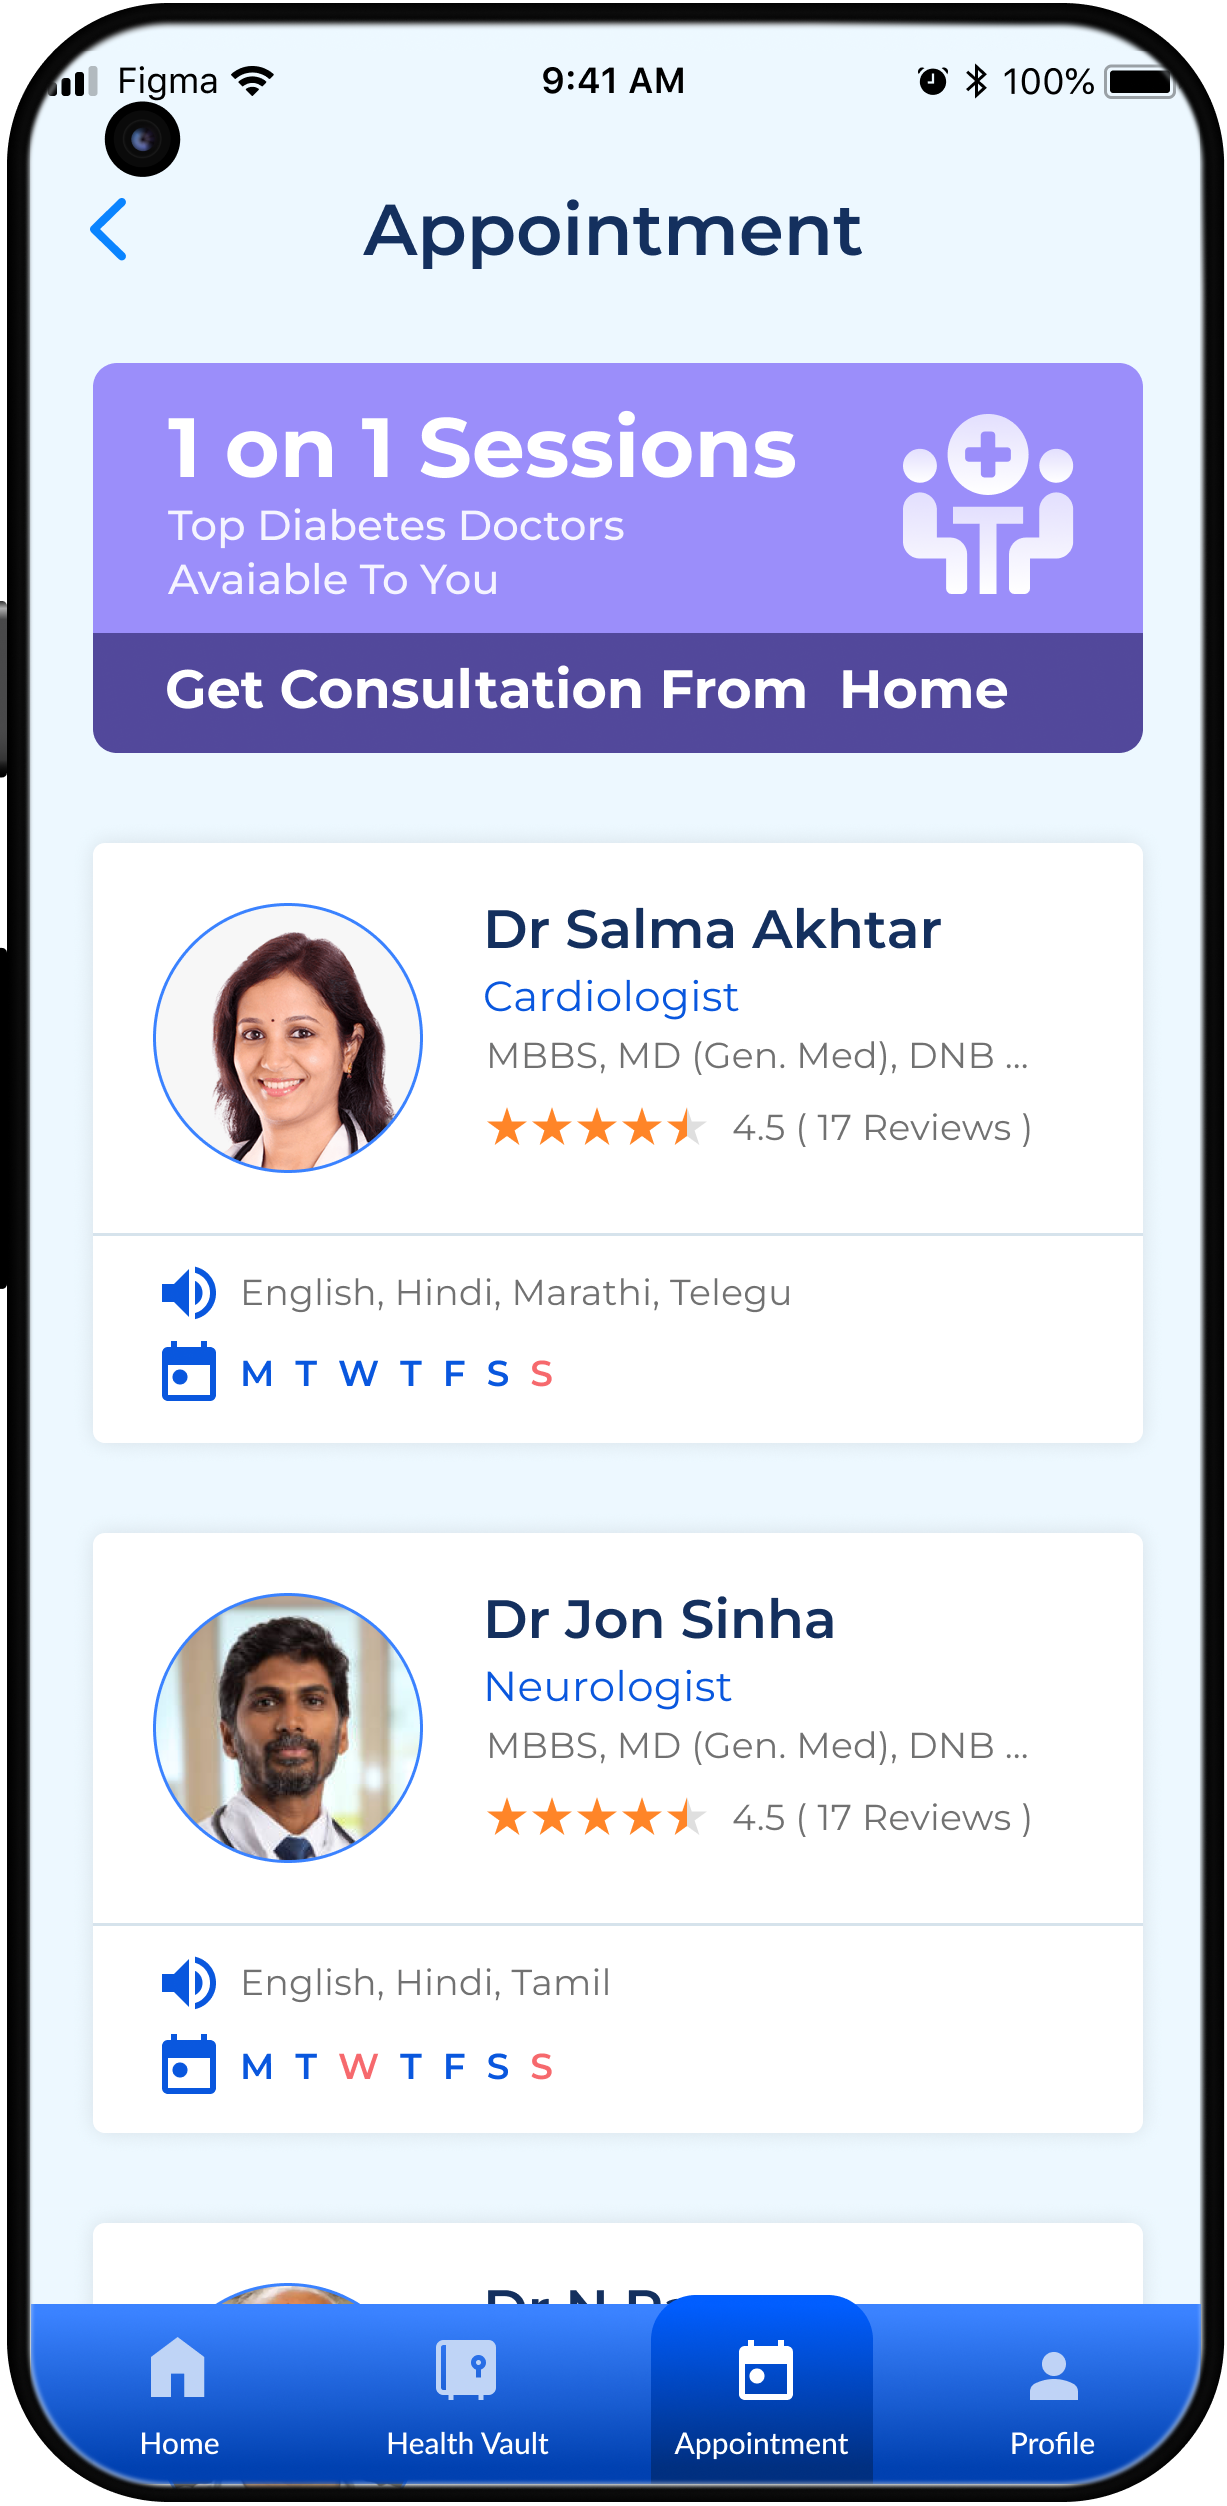 Figma 9:41 AM 100%
Appointment
1 on 1 Sessions
Top Diabetes Doctors
Avaiable To You
Get Consultation From Home
Dr Salma Akhtar
Cardiologist
MBBS, MD (Gen. Med), DNB ...
4.5 ( 17 Reviews )
English, Hindi, Marathi, Telegu
M T W T F S S
Dr Jon Sinha
Neurologist
MBBS, MD (Gen. Med), DNB ...
4.5 ( 17 Reviews )
English, Hindi, Tamil
M T W T F S S
Dr N
Home Health Vault Appointment Profile